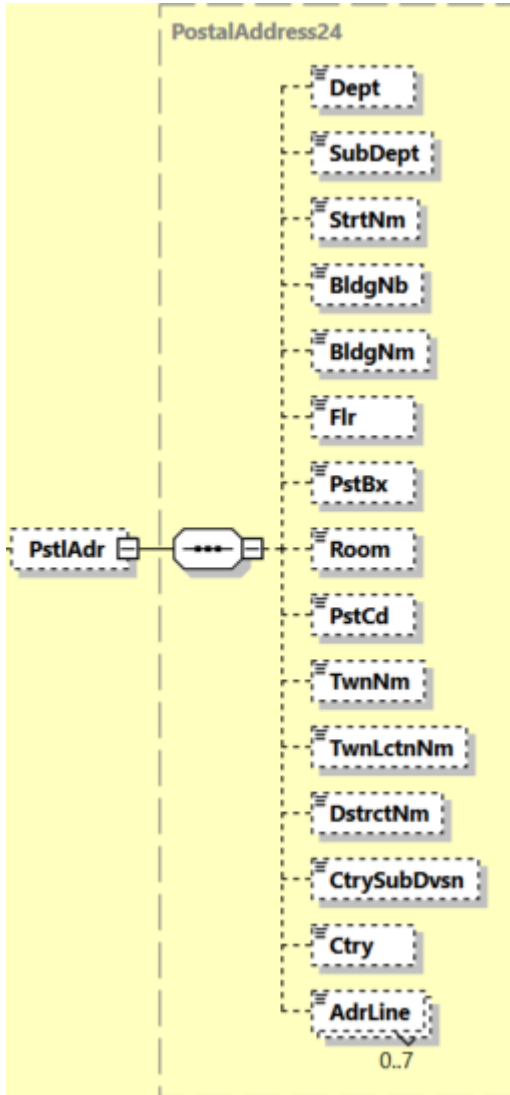 PostalAddress24
Dept
SubDept
StrtNm
BldgNb
BldgNm
Flr
PstBx
PstlAdr
Room
PstCd
TwnNm
TwnLctnNm
DstrctNm
CtrySubDvsn
Ctry
AdrLine
0..7